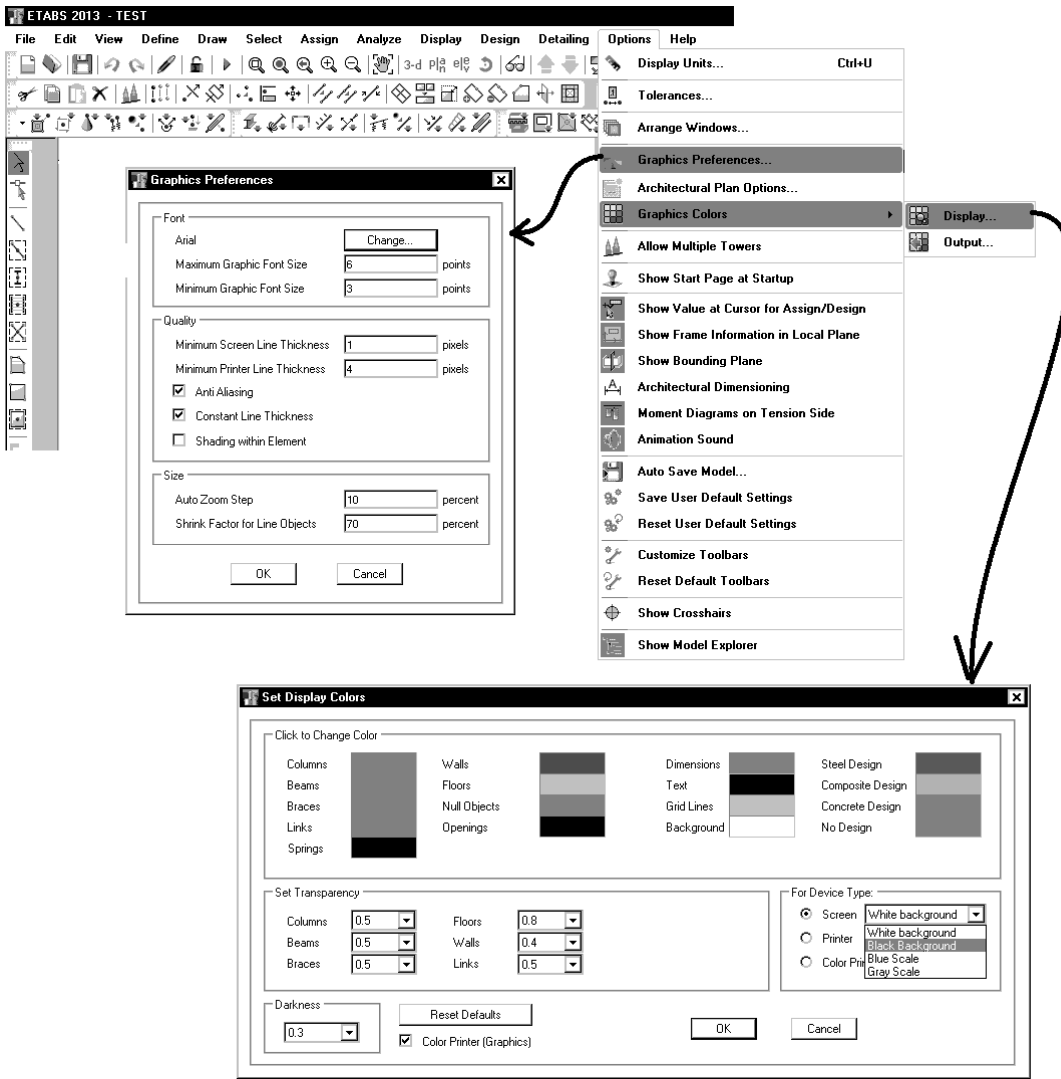 ETABS 2013 - TEST
File Edit View Define Draw Select Assign Analyze Display Design Detailing Options Help
3-d
Display Units... Ctrl+U
Tolerances...
Arrange Windows...
Graphics Preferences...
Architectural Plan Options...
Graphics Colors
Display...
Output...
Allow Multiple Towers
Show Start Page at Startup
Show Value at Cursor for Assign/Design
Show Frame Information in Local Plane
Show Bounding Plane
Architectural Dimensioning
Moment Diagrams on Tension Side
Animation Sound
Auto Save Model...
Save User Default Settings
Reset User Default Settings
Customize Toolbars
Reset Default Toolbars
Show Crosshairs
Show Model Explorer
Graphics Preferences
Font
Arial Change...
Maximum Graphic Font Size 6 points
Minimum Graphic Font Size 3 points
Quality
Minimum Screen Line Thickness 1 pixels
Minimum Printer Line Thickness 4 pixels
Anti Aliasing
Constant Line Thickness
Shading within Element
Size
Auto Zoom Step 10 percent
Shrink Factor for Line Objects 70 percent
OK Cancel
Set Display Colors
Click to Change Color
Columns Walls Dimensions Steel Design
Beams Floors Text Composite Design
Braces Null Objects Grid Lines Concrete Design
Links Openings Background No Design
Springs
Set Transparency
Columns 0.5 Floors 0.8
Beams 0.5 Walls 0.4
Braces 0.5 Links 0.5
For Device Type:
Screen White background
White background
Printer Black Background
Color Prin Blue Scale
Gray Scale
Darkness
0.3
Reset Defaults
Color Printer (Graphics)
OK Cancel